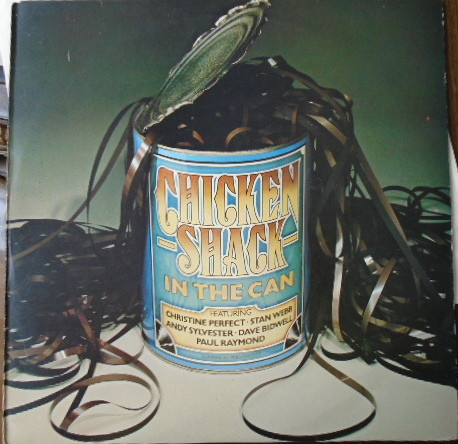 CHICKEN
SHACK
IN THE CAN
FEATURING
CHRISTINE PERFECT · STAN WEBB
ANDY SYLVESTER · DAVE BIDWELL
PAUL RAYMOND